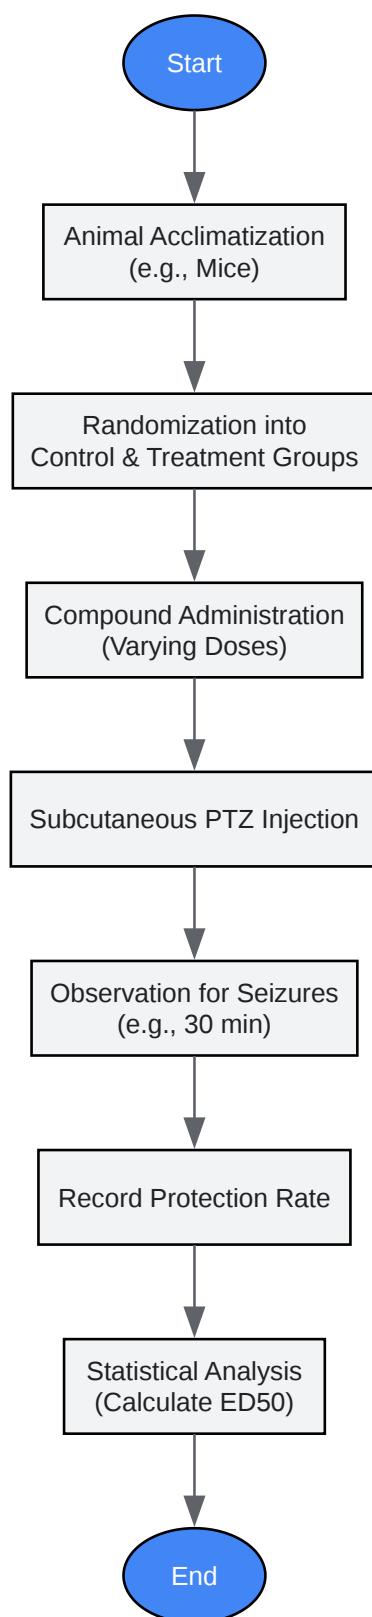 Start
Animal Acclimatization
(e.g., Mice)
Randomization into
Control & Treatment Groups
Compound Administration
(Varying Doses)
Subcutaneous PTZ Injection
Observation for Seizures
(e.g., 30 min)
Record Protection Rate
Statistical Analysis
(Calculate ED50)
End